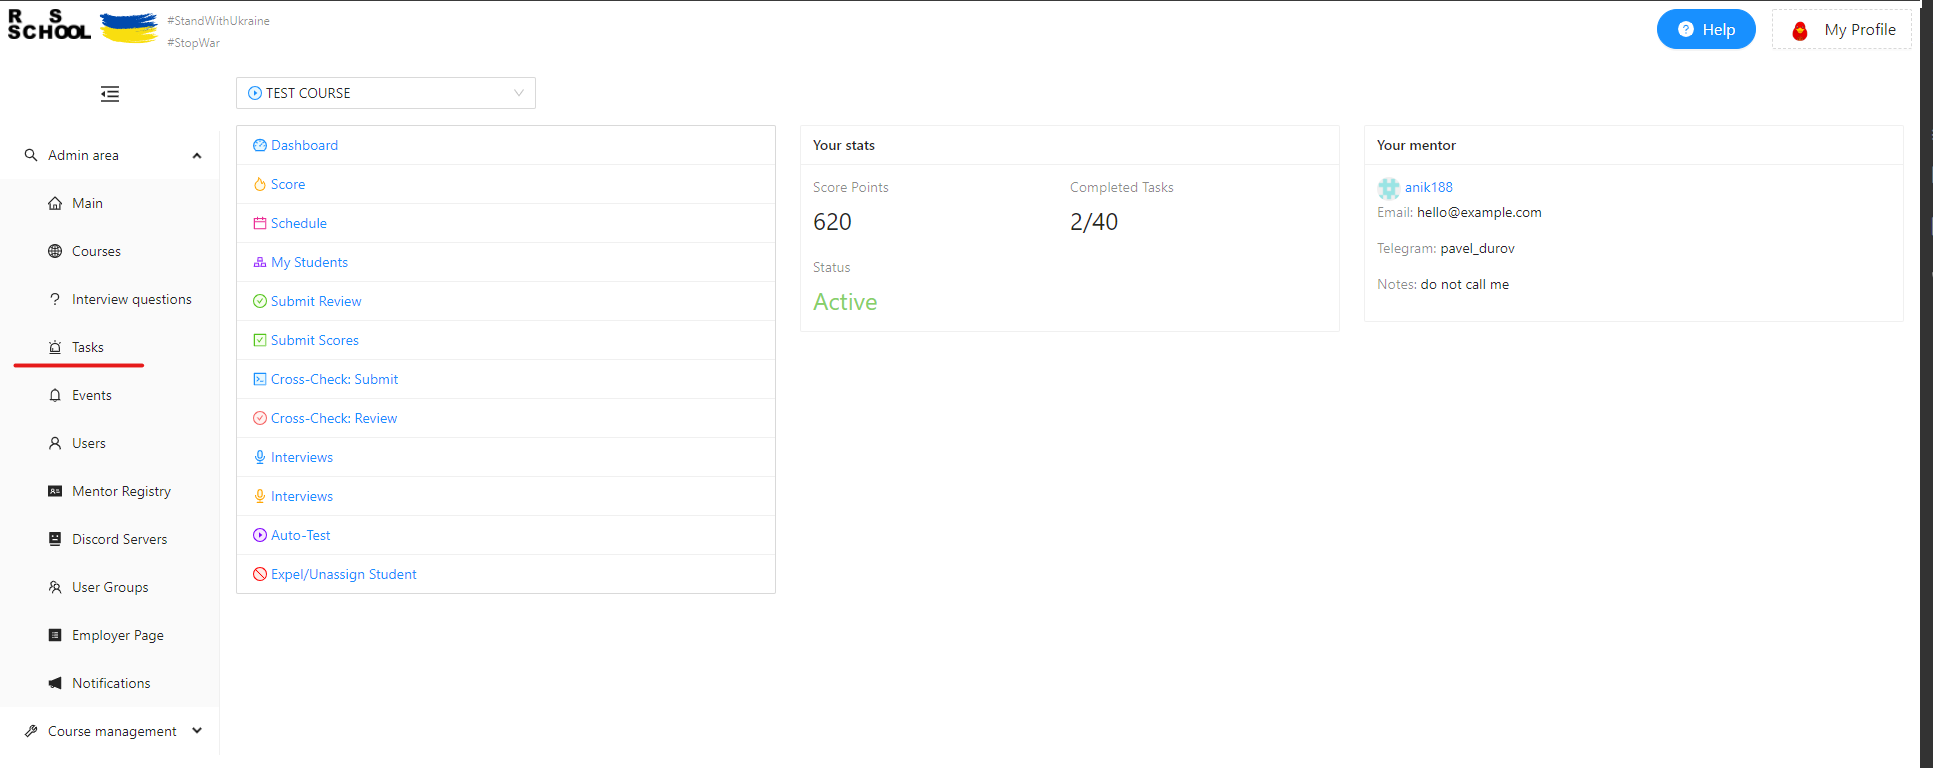 RS
SCHOOL
#StandWithUkraine
#StopWar
Help
My Profile
TEST COURSE
Admin area
Main
Courses
Interview questions
Tasks
Events
Users
Mentor Registry
Discord Servers
User Groups
Employer Page
Notifications
Course management
Dashboard
Score
Schedule
My Students
Submit Review
Submit Scores
Cross-Check: Submit
Cross-Check: Review
Interviews
Interviews
Auto-Test
Expel/Unassign Student
Your stats
Score Points
Completed Tasks
620
2/40
Status
Active
Your mentor
anik188
Email: hello@example.com
Telegram: pavel_durov
Notes: do not call me